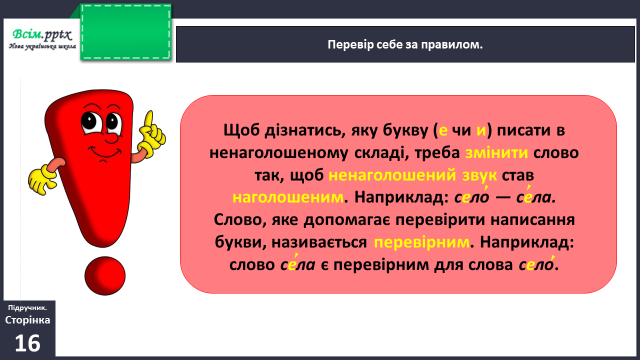 Всім.pptx
Нова українська школа
Перевір себе за правилом.
Щоб дізнатись, яку букву (е чи и) писати в
ненаголошеному складі, треба змінити слово
так, щоб ненаголошений звук став
наголошеним. Наприклад: село́ — се́ла.
Слово, яке допомагає перевірити написання
букви, називається перевірним. Наприклад:
слово се́ла є перевірним для слова село́.
Підручник.
Сторінка
16